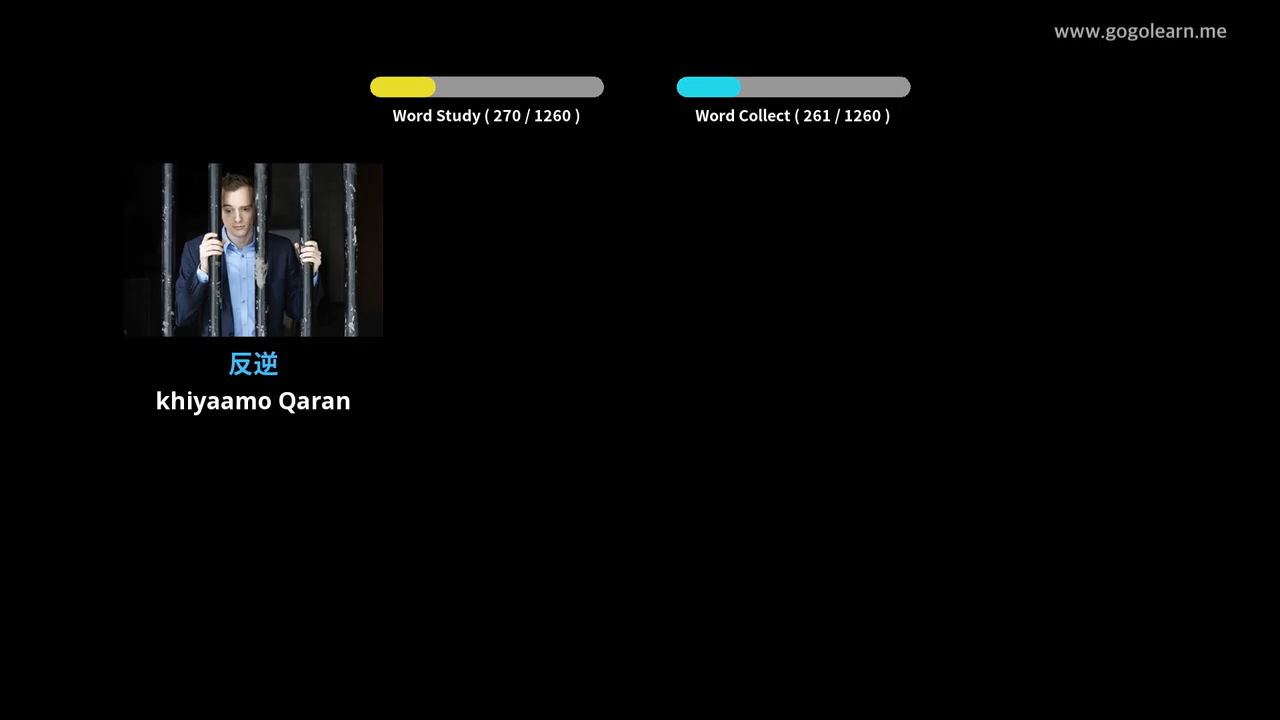 www.gogolearn.me
Word Study ( 270 / 1260 )
Word Collect ( 261 / 1260 )
反逆
khiyaamo Qaran